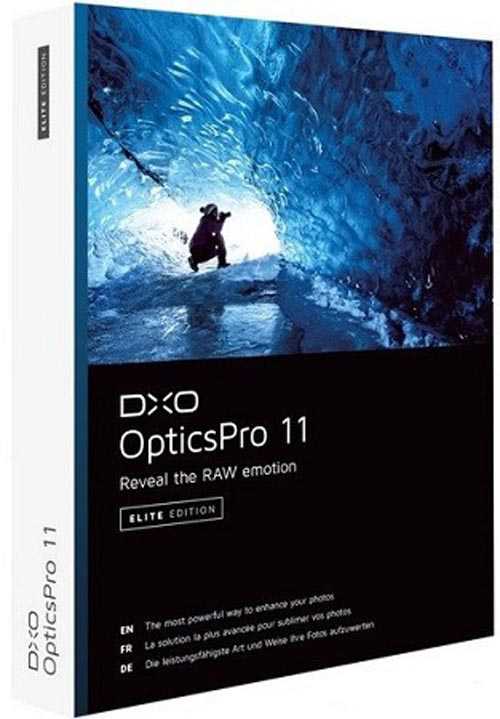 ELITE EDITION
DXO
OpticsPro 11
DXO
OpticsPro 11
Reveal the RAW emotion
ELITE EDITION
EN The most powerful way to enhance your photos
FR La solution la plus avancée pour sublimer vos photos
DE Die leistungsfähigste Art und Weise Ihre Fotos aufzuwerten